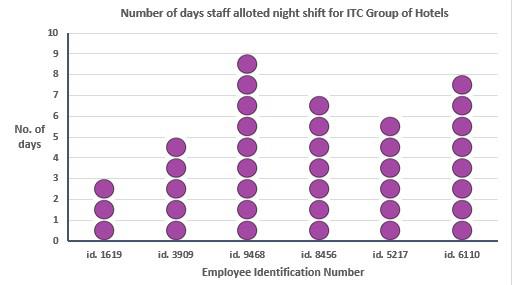 Number of days staff alloted night shift for ITC Group of Hotels
10
9
8
7
6
5
4
3
2
1
0
No. of
days
id. 1619 id. 3909 id. 9468 id. 8456 id. 5217 id. 6110
Employee Identification Number